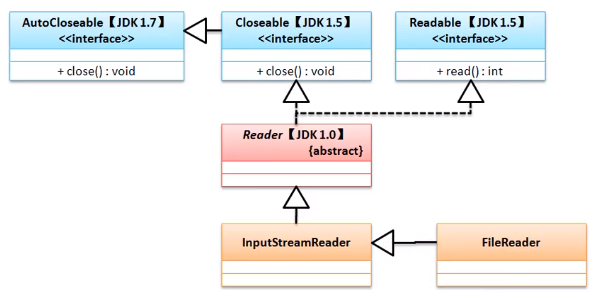 AutoCloseable【JDK 1.7】
<<interface>>
+ close() : void
Closeable【JDK 1.5】
<<interface>>
+ close() : void
Readable【JDK 1.5】
<<interface>>
+ read() : int
Reader【JDK 1.0】
{abstract}
InputStreamReader
FileReader